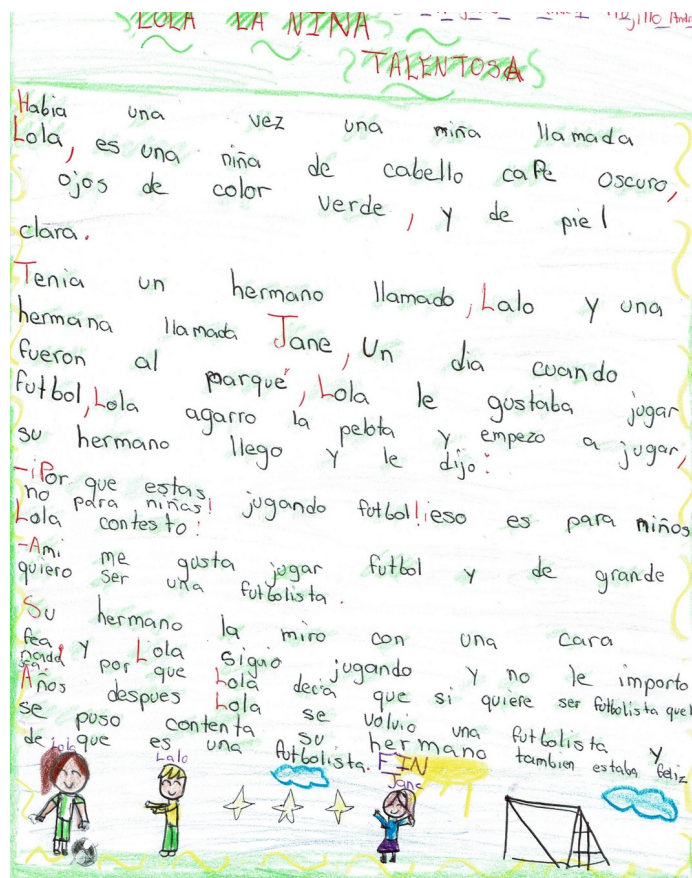 LOLA LA NIÑA
TALENTOSA
Habia una vez una miña llamada
Lola, es una niña de cabello cafe oscuro,
ojos de color verde, y de piel
clara.
Tenia un hermano llamado, Lalo y una
hermana llamada Jane, Un dia cuando
fueron al parque, Lola le gustaba jugar
futbol, Lola agarro la pelota y empezo a jugar,
su hermano llego y le dijo:
-¡Por que estas jugando futbol!¡eso es para niños
no para niñas!
Lola contesto:
-Ami me gusta jugar futbol y de grande
quiero ser una futbolista.
Su hermano la miro con una cara
fea, y Lola siguio jugando y no le importo
nada por que Lola decia que si quiere ser futbolista que
sea.
Años despues Lola se volvio una futbolista y
se puso contenta su hermano tambien estaba feliz
de que es una futbolista. FIN
Lola
Lalo
Jane